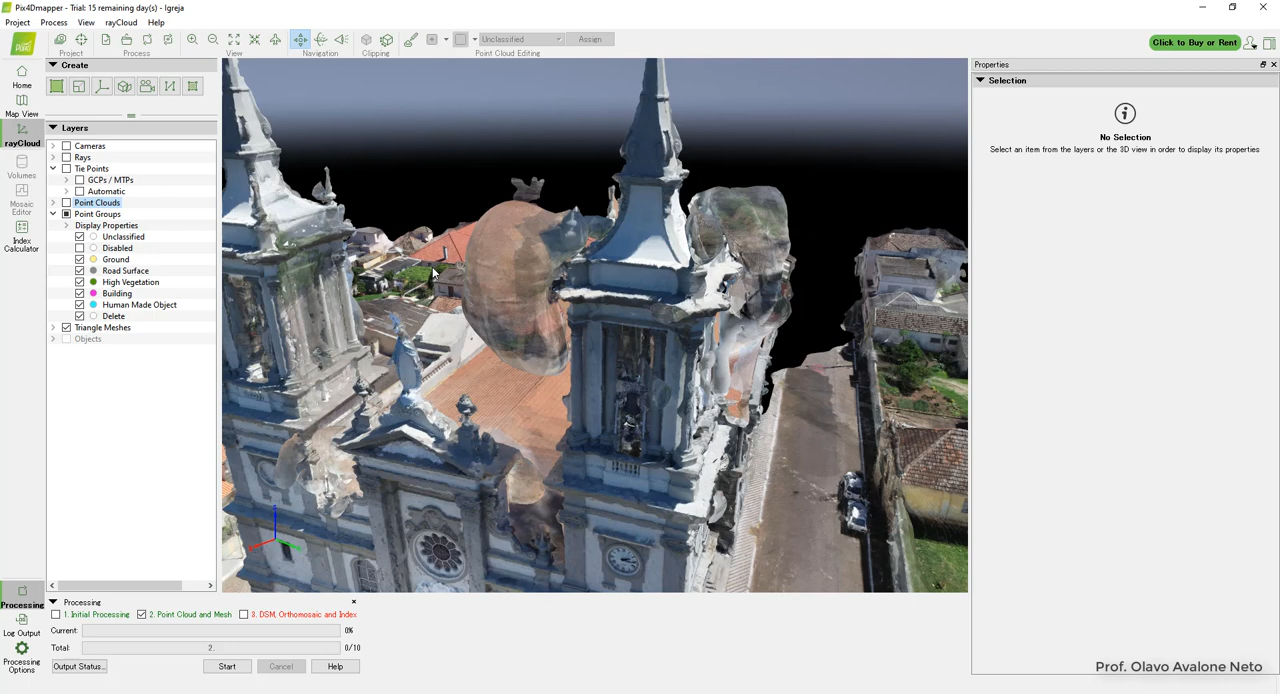 Pix4Dmapper - Trial: 15 remaining day(s) - Igreja
Project Process View rayCloud Help
Unclassified Assign
Project Process View Navigation Clipping Point Cloud Editing
Click to Buy or Rent
Home
Map View
rayCloud
Volumes
Mosaic Editor
Index Calculator
Processing
Log Output
Processing Options
Create
Layers
Cameras
Rays
Tie Points
GCPs / MTPs
Automatic
Point Clouds
Point Groups
Display Properties
Unclassified
Disabled
Ground
Road Surface
High Vegetation
Building
Human Made Object
Delete
Triangle Meshes
Objects
Properties
Selection
No Selection
Select an item from the layers or the 3D view in order to display its properties
Processing
1. Initial Processing 2. Point Cloud and Mesh 3. DSM, Orthomosaic and Index
Current: 0%
Total: 2. 0/10
Output Status... Start Cancel Help
Prof. Olavo Avalone Neto